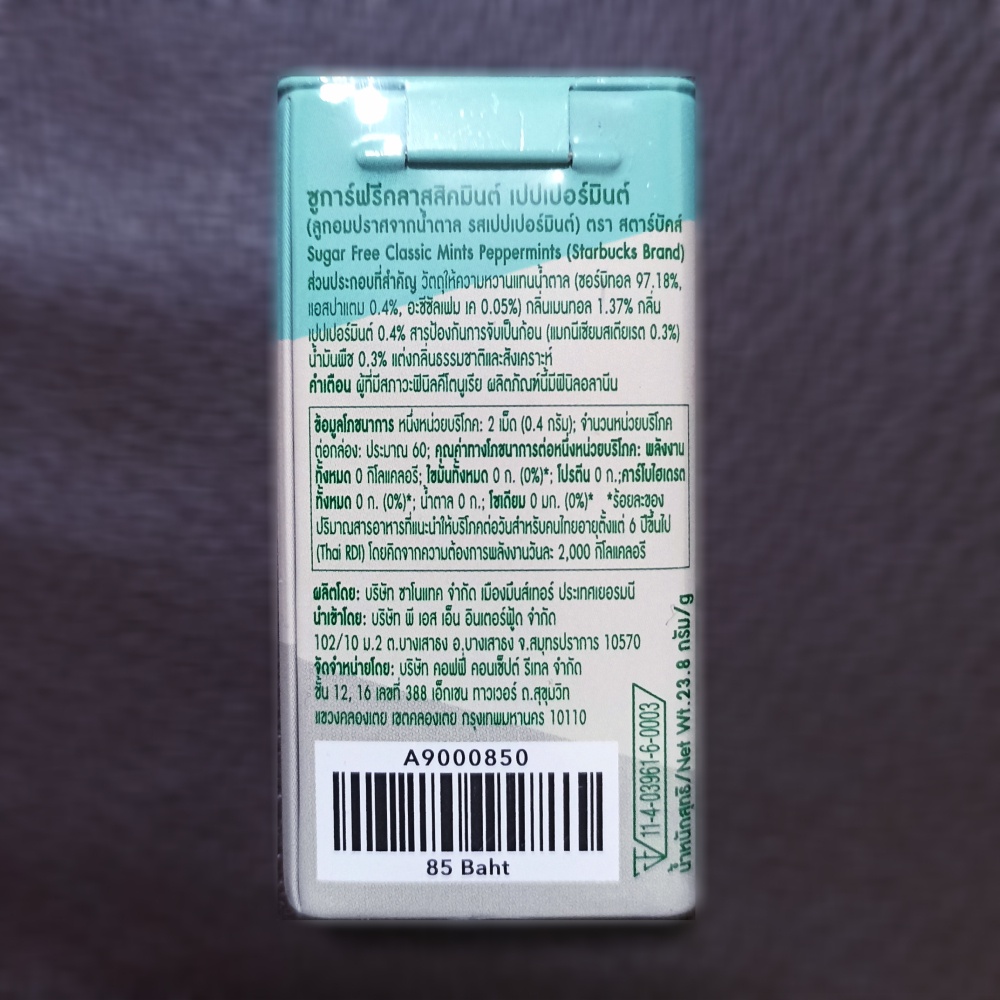 ชูการ์ฟรีคลาสสิคมินต์ เปปเปอร์มินต์
(ลูกอมปราศจากน้ำตาล รสเปปเปอร์มินต์) ตรา สตาร์บัคส์
Sugar Free Classic Mints Peppermints (Starbucks Brand)
ส่วนประกอบที่สำคัญ วัตถุให้ความหวานแทนน้ำตาล (ซอร์บิทอล 97.18%,
แอสปาแตม 0.4%, อะซีซัลเฟม เค 0.05%) กลิ่นเมนทอล 1.37% กลิ่น
เปปเปอร์มินต์ 0.4% สารป้องกันการจับเป็นก้อน (แมกนีเซียมสเตียเรต 0.3%)
น้ำมันพืช 0.3% แต่งกลิ่นธรรมชาติและสังเคราะห์
คำเตือน ผู้ที่มีสภาวะฟินิลคีโตนูเรีย ผลิตภัณฑ์นี้มีฟินิลอลานีน
ข้อมูลโภชนาการ หนึ่งหน่วยบริโภค: 2 เม็ด (0.4 กรัม); จำนวนหน่วยบริโภค
ต่อกล่อง: ประมาณ 60; คุณค่าทางโภชนาการต่อหนึ่งหน่วยบริโภค: พลังงาน
ทั้งหมด 0 กิโลแคลอรี; ไขมันทั้งหมด 0 ก. (0%)*; โปรตีน 0 ก.;คาร์โบไฮเดรต
ทั้งหมด 0 ก. (0%)*; น้ำตาล 0 ก.; โซเดียม 0 มก. (0%)* *ร้อยละของ
ปริมาณสารอาหารที่แนะนำให้บริโภคต่อวันสำหรับคนไทยอายุตั้งแต่ 6 ปีขึ้นไป
(Thai RDI) โดยคิดจากความต้องการพลังงานวันละ 2,000 กิโลแคลอรี
ผลิตโดย: บริษัท ซาโนแทค จำกัด เมืองมึนส์เทอร์ ประเทศเยอรมนี
นำเข้าโดย: บริษัท พี เอส เอ็น อินเตอร์ฟู้ด จำกัด
102/10 ม.2 ต.บางเสาธง อ.บางเสาธง จ.สมุทรปราการ 10570
จัดจำหน่ายโดย: บริษัท คอฟฟี่ คอนเซ็ปต์ รีเทล จำกัด
ชั้น 12, 16 เลขที่ 388 เอ็กเชน ทาวเวอร์ ถ.สุขุมวิท
แขวงคลองเตย เขตคลองเตย กรุงเทพมหานคร 10110
A9000850
85 Baht
11-4-03961-6-0003
น้ำหนักสุทธิ/Net Wt.23.8 กรัม/g